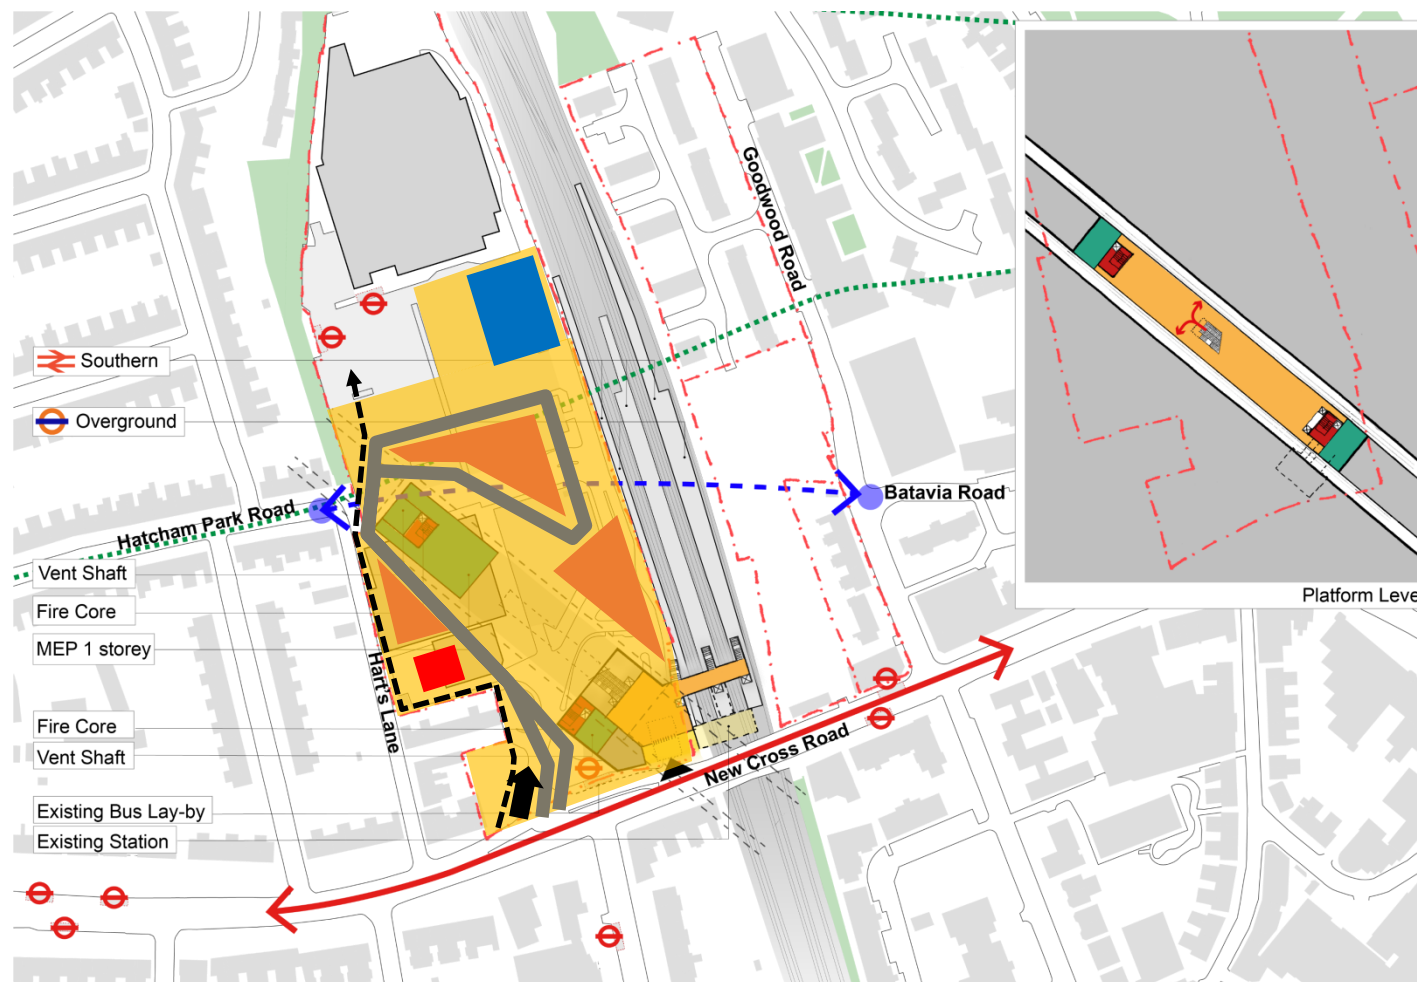 Goodwood Road
Southern
Overground
Batavia Road
Hatcham Park Road
Vent Shaft
Fire Core
MEP 1 storey
Platform Leve
Hart's Lane
Fire Core
Vent Shaft
New Cross Road
Existing Bus Lay-by
Existing Station